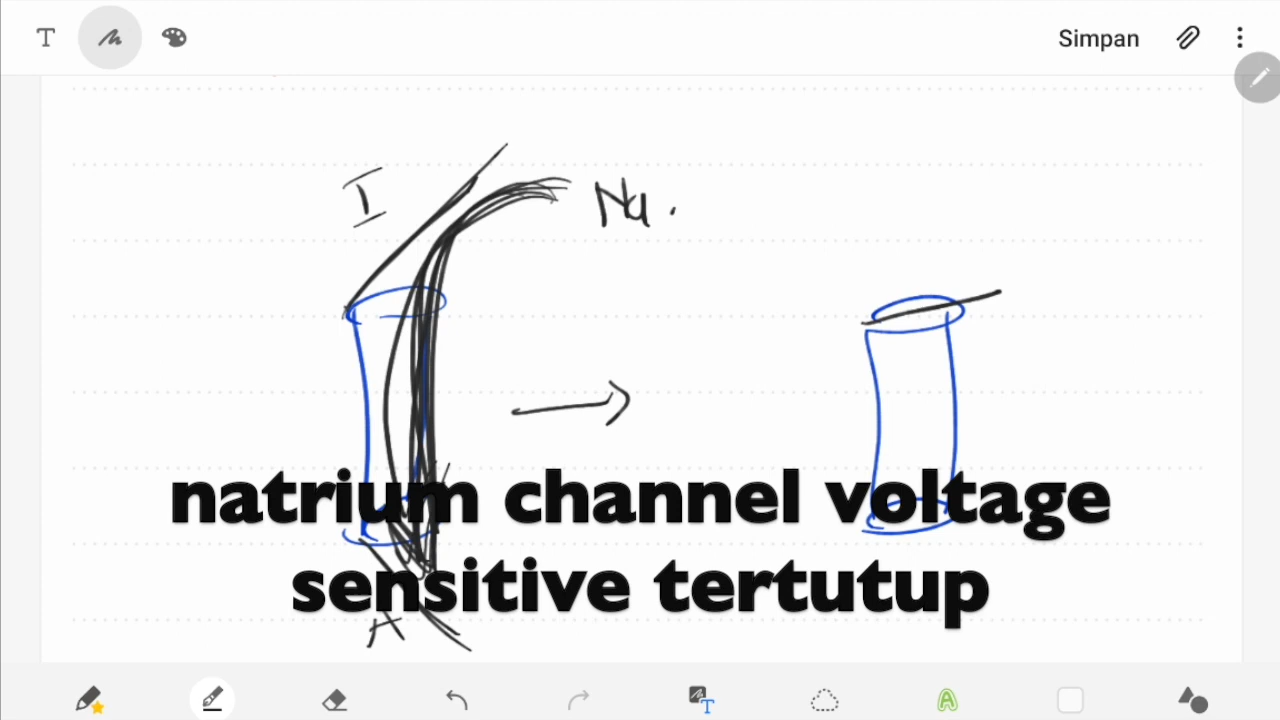 T
Simpan
I
Na.
natrium channel voltage
sensitive tertutup
A
T
A